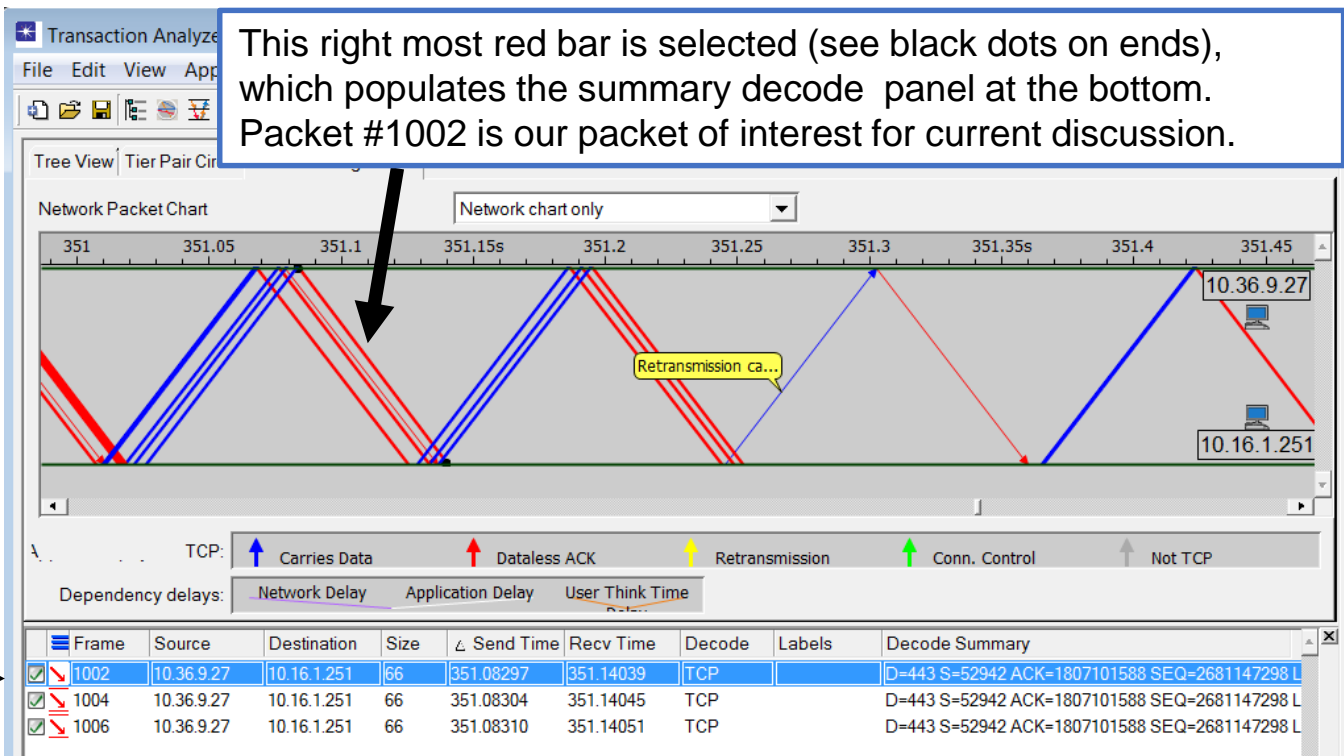 Transaction Analyze
This right most red bar is selected (see black dots on ends),
which populates the summary decode panel at the bottom.
Packet #1002 is our packet of interest for current discussion.
File Edit View App
Tree View Tier Pair Cir
Network Packet Chart Network chart only
351 351.05 351.1 351.15s 351.2 351.25 351.3 351.35s 351.4 351.45
10.36.9.27
Retransmission ca...
10.16.1.251
TCP: Carries Data Dataless ACK Retransmission Conn. Control Not TCP
Dependency delays: Network Delay Application Delay User Think Time
Frame Source Destination Size Send Time Recv Time Decode Labels Decode Summary
1002 10.36.9.27 10.16.1.251 66 351.08297 351.14039 TCP D=443 S=52942 ACK=1807101588 SEQ=2681147298 L
1004 10.36.9.27 10.16.1.251 66 351.08304 351.14045 TCP D=443 S=52942 ACK=1807101588 SEQ=2681147298 L
1006 10.36.9.27 10.16.1.251 66 351.08310 351.14051 TCP D=443 S=52942 ACK=1807101588 SEQ=2681147298 L